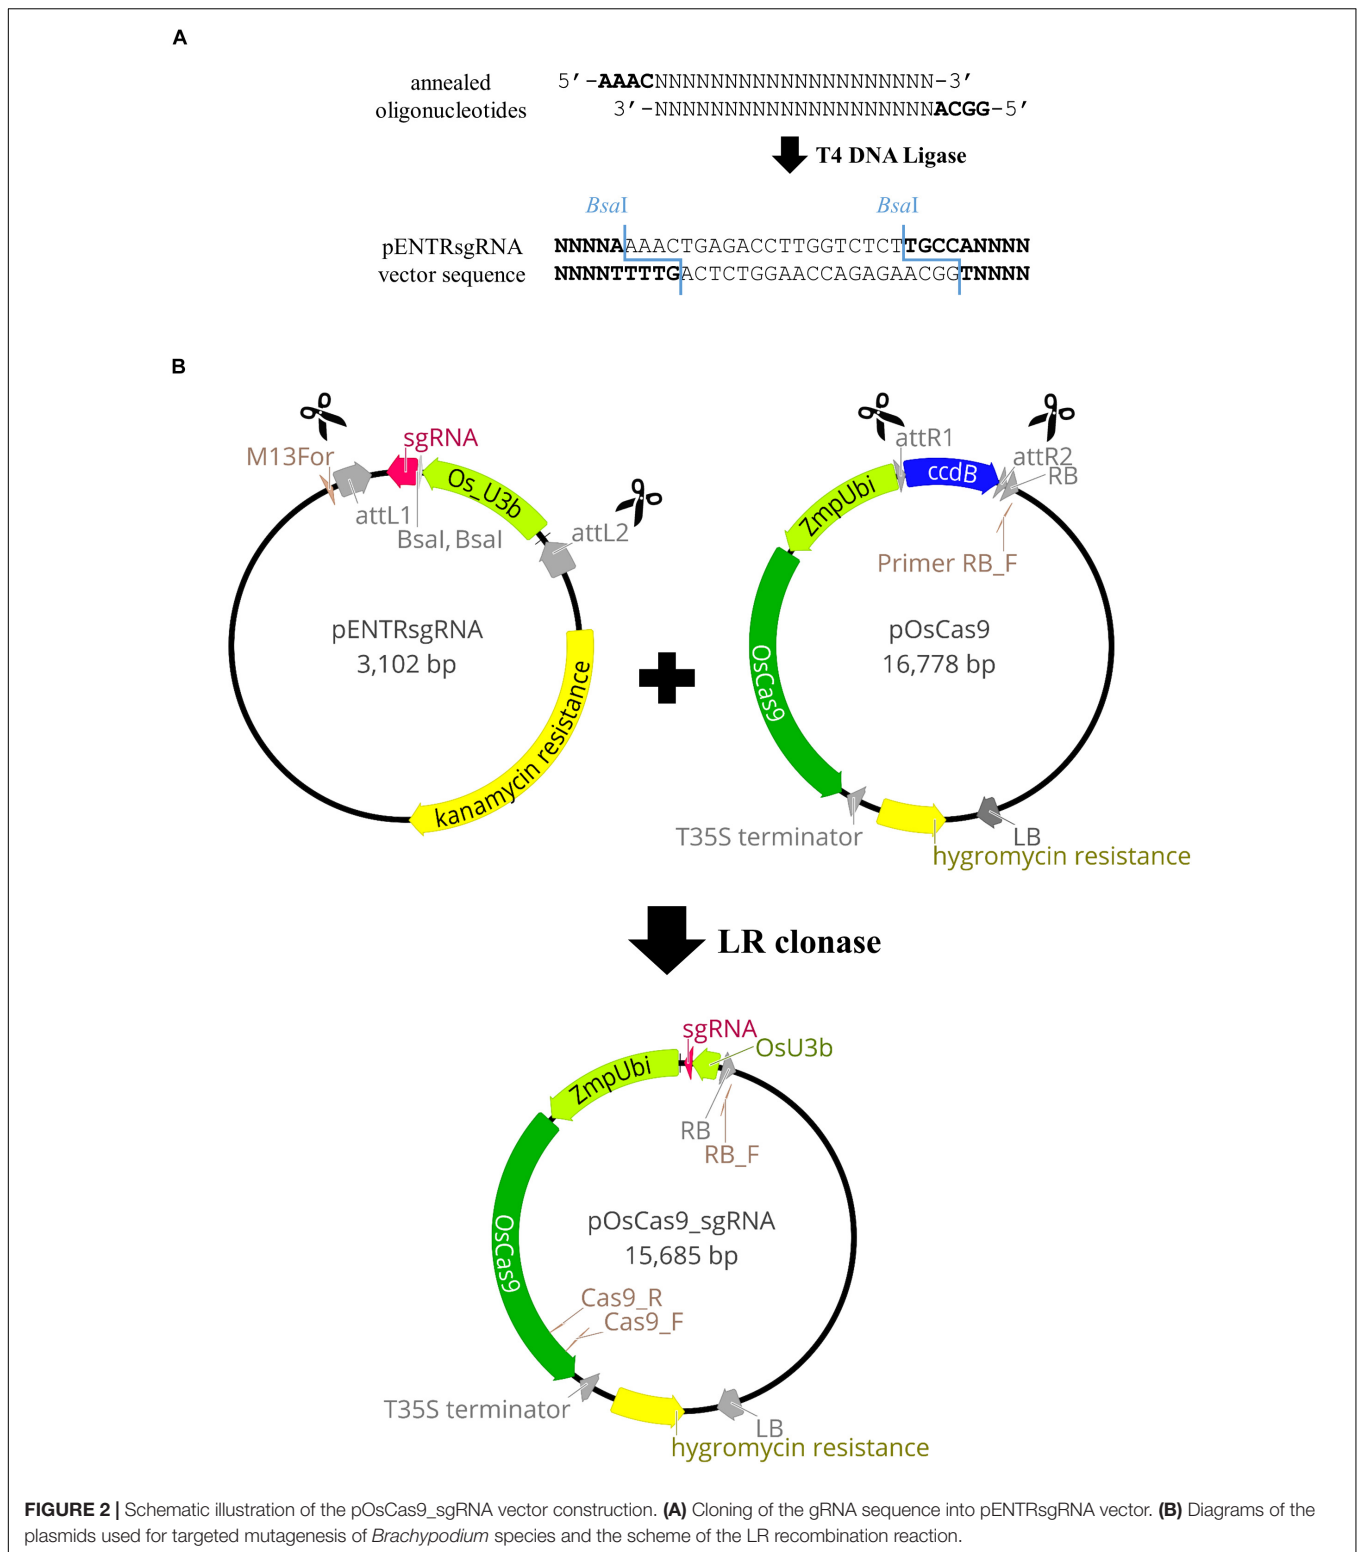 A
annealed oligonucleotides
5′-AAACNNNNNNNNNNNNNNNNNNNN-3′
3′-NNNNNNNNNNNNNNNNNNNNACGG-5′
T4 DNA Ligase
BsaI
BsaI
pENTRsgRNA vector sequence
NNNNAAAACTGAGACCTTGGTCTCTTGCCANNNN
NNNNTTTTGACTCTGGAACCAGAGAACGGTNNNN
B
M13For
sgRNA
Os_U3b
attL1
BsaI, BsaI
attL2
pENTRsgRNA
3,102 bp
kanamycin resistance
attR1
ccdB
attR2
RB
ZmpUbi
Primer RB_F
pOsCas9
16,778 bp
OsCas9
T35S terminator
LB
hygromycin resistance
LR clonase
sgRNA
OsU3b
ZmpUbi
RB
RB_F
pOsCas9_sgRNA
15,685 bp
OsCas9
Cas9_R
Cas9_F
T35S terminator
LB
hygromycin resistance
FIGURE 2 | Schematic illustration of the pOsCas9_sgRNA vector construction. (A) Cloning of the gRNA sequence into pENTRsgRNA vector. (B) Diagrams of the
plasmids used for targeted mutagenesis of Brachypodium species and the scheme of the LR recombination reaction.